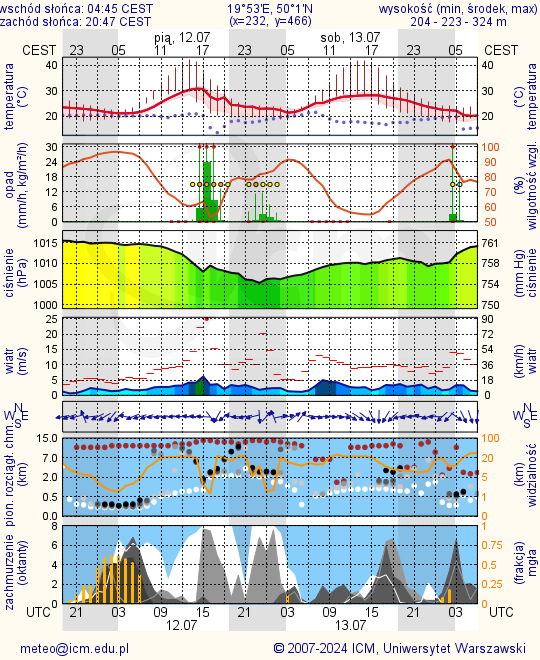 wschód słońca: 04:45 CEST 19°53'E, 50°1'N wysokość (min, środek, max)
zachód słońca: 20:47 CEST (x=232, y=466) 204 - 223 - 324 m
pią, 12.07 sob, 13.07
CEST 23 05 11 17 23 05 11 17 23 05 CEST
temperatura (°C)
40 40
30 30
20 20
temperatura (°C)
opad (mm/h, kg/m²/h)
30 100
24 90
18 80
12 70
6 60
0 50
(%) wilgotność wzgl.
ciśnienie (hPa)
1015 761
1010 758
1005 754
1000 750
(mm Hg) ciśnienie
wiatr (m/s)
25 90
20 72
15 54
10 36
5 18
0 0
(km/h) wiatr
N N
W E W E
S S
pion. rozciągł. chm. (km)
15.0 100
7.0 20
2.0 5
0.5 1
0.0 0
(km) widzialność
zachmurzenie (oktanty)
8 1
6 0.75
4 0.5
2 0.25
0 0
(frakcja) mgła
UTC 21 03 09 15 21 03 09 15 21 03 UTC
12.07 13.07
meteo@icm.edu.pl © 2007-2024 ICM, Uniwersytet Warszawski